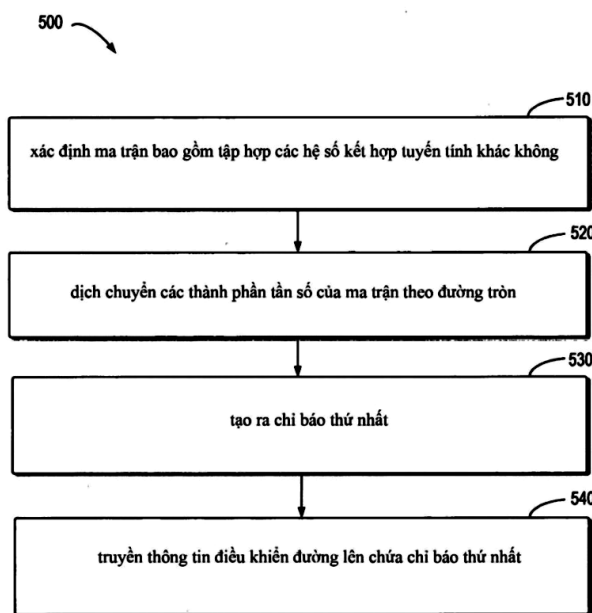 500
510
xác định ma trận bao gồm tập hợp các hệ số kết hợp tuyến tính khác không
520
dịch chuyển các thành phần tần số của ma trận theo đường tròn
530
tạo ra chỉ báo thứ nhất
540
truyền thông tin điều khiển đường lên chứa chỉ báo thứ nhất